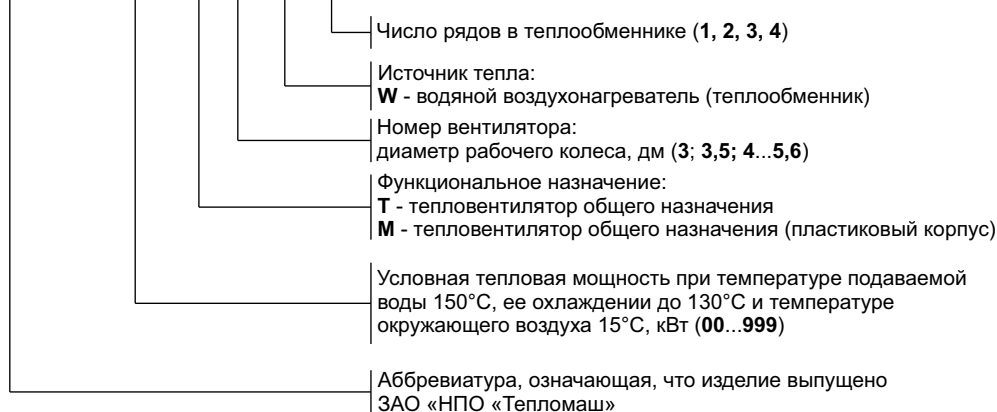 Число рядов в теплообменнике (1, 2, 3, 4)
Источник тепла:
W - водяной воздухонагреватель (теплообменник)
Номер вентилятора:
диаметр рабочего колеса, дм (3; 3,5; 4...5,6)
Функциональное назначение:
Т - тепловентилятор общего назначения
М - тепловентилятор общего назначения (пластиковый корпус)
Условная тепловая мощность при температуре подаваемой
воды 150°С, ее охлаждении до 130°С и температуре
окружающего воздуха 15°С, кВт (00...999)
Аббревиатура, означающая, что изделие выпущено
ЗАО «НПО «Тепломаш»